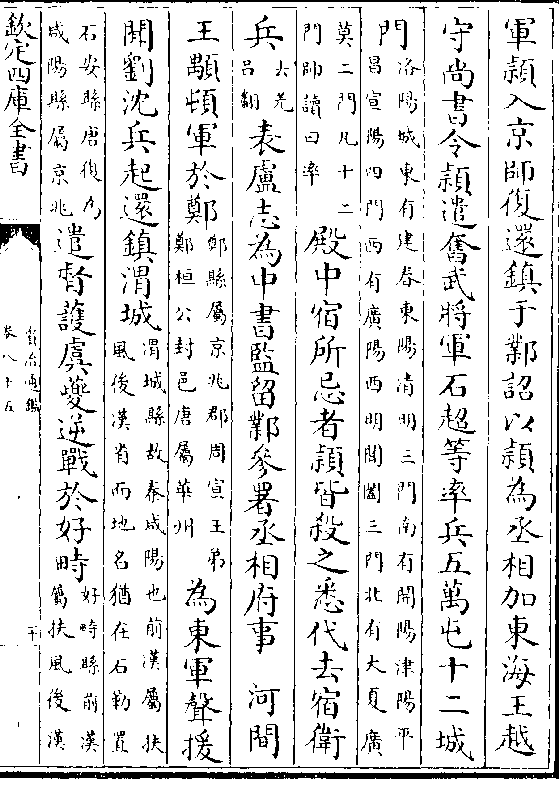 軍穎入京師復還鎮于鄴詔以穎為丞相加東海王越
守尚書令穎遣奮武將軍石超等率兵五萬屯十二城
門洛陽城東有建春東陽清明三門南有開陽津陽平
昌宣陽四門西有廣陽西明閶闔三門北有大夏廣
莫二門凡十二
門帥讀曰率殿中宿所忌者穎皆殺之悉代去宿衛
兵去羌
呂翻表盧志為中書監留鄴參署丞相府事　河間
王顒頓軍於鄭鄭縣屬京兆郡周宣王弟
鄭桓公封邑唐屬華州為東軍聲援
聞劉沈兵起還鎮渭城渭城縣故秦咸陽也前漢屬扶
風後漢省而地名猶在石勒置
石安縣唐復為
咸陽縣屬京兆遣督護虞夔逆戰於好畤好畤縣前漢
屬扶風後漢
欽定四庫全書
資治通鑑
卷八十五